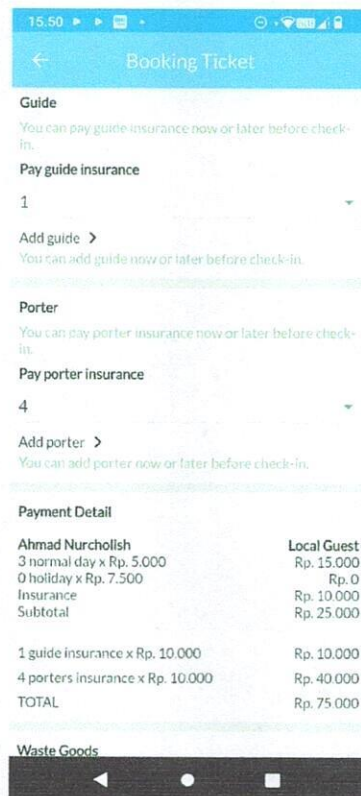 15.50
Booking Ticket
Guide
You can pay guide insurance now or later before check-
in.
Pay guide insurance
1
Add guide >
You can add guide now or later before check-in.
Porter
You can pay porter insurance now or later before check-
in.
Pay porter insurance
4
Add porter >
You can add porter now or later before check-in.
Payment Detail
Ahmad Nurcholish Local Guest
3 normal day x Rp. 5.000 Rp. 15.000
0 holiday x Rp. 7.500 Rp. 0
Insurance Rp. 10.000
Subtotal Rp. 25.000
1 guide insurance x Rp. 10.000 Rp. 10.000
4 porters insurance x Rp. 10.000 Rp. 40.000
TOTAL Rp. 75.000
Waste Goods